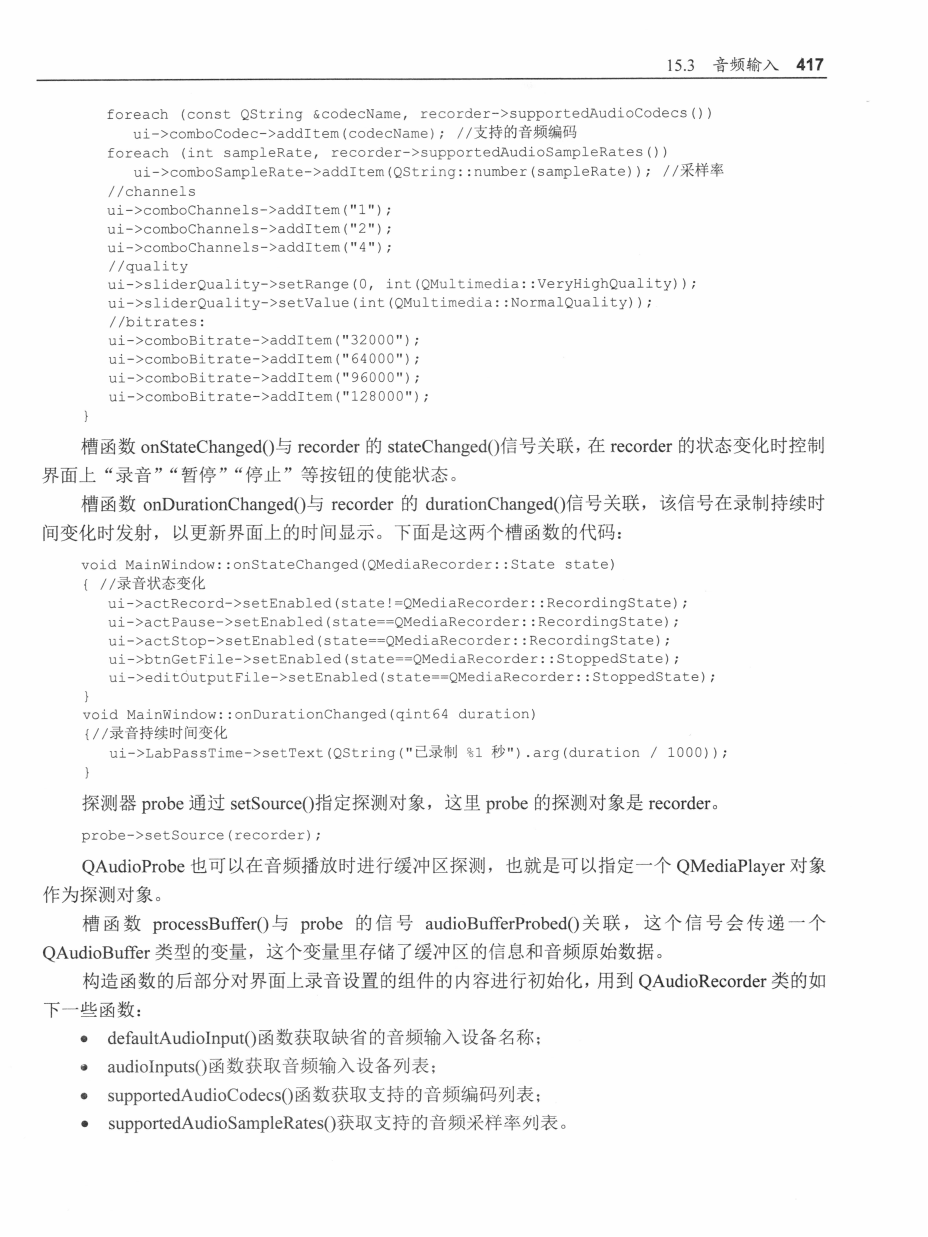 15.3 音频输入 417
foreach (const QString &codecName, recorder->supportedAudioCodecs())
ui->comboCodec->addItem(codecName); //支持的音频编码
foreach (int sampleRate, recorder->supportedAudioSampleRates())
ui->comboSampleRate->addItem(QString::number(sampleRate)); //采样率
//channels
ui->comboChannels->addItem("1");
ui->comboChannels->addItem("2");
ui->comboChannels->addItem("4");
//quality
ui->sliderQuality->setRange(0, int(QMultimedia::VeryHighQuality));
ui->sliderQuality->setValue(int(QMultimedia::NormalQuality));
//bitrates:
ui->comboBitrate->addItem("32000");
ui->comboBitrate->addItem("64000");
ui->comboBitrate->addItem("96000");
ui->comboBitrate->addItem("128000");
}
槽函数 onStateChanged()与 recorder 的 stateChanged()信号关联，在 recorder 的状态变化时控制
界面上“录音”“暂停”“停止”等按钮的使能状态。
槽函数 onDurationChanged()与 recorder 的 durationChanged()信号关联，该信号在录制持续时
间变化时发射，以更新界面上的时间显示。下面是这两个槽函数的代码：
void MainWindow::onStateChanged(QMediaRecorder::State state)
{ //录音状态变化
ui->actRecord->setEnabled(state!=QMediaRecorder::RecordingState);
ui->actPause->setEnabled(state==QMediaRecorder::RecordingState);
ui->actStop->setEnabled(state==QMediaRecorder::RecordingState);
ui->btnGetFile->setEnabled(state==QMediaRecorder::StoppedState);
ui->editOutputFile->setEnabled(state==QMediaRecorder::StoppedState);
}
void MainWindow::onDurationChanged(qint64 duration)
{//录音持续时间变化
ui->LabPassTime->setText(QString("已录制 %1 秒").arg(duration / 1000));
}
探测器 probe 通过 setSource()指定探测对象，这里 probe 的探测对象是 recorder。
probe->setSource(recorder);
QAudioProbe 也可以在音频播放时进行缓冲区探测，也就是可以指定一个 QMediaPlayer 对象
作为探测对象。
槽函数 processBuffer()与 probe 的信号 audioBufferProbed()关联，这个信号会传递一个
QAudioBuffer 类型的变量，这个变量里存储了缓冲区的信息和音频原始数据。
构造函数的后部分对界面上录音设置的组件的内容进行初始化，用到 QAudioRecorder 类的如
下一些函数：
• defaultAudioInput()函数获取缺省的音频输入设备名称；
• audioInputs()函数获取音频输入设备列表；
• supportedAudioCodecs()函数获取支持的音频编码列表；
• supportedAudioSampleRates()获取支持的音频采样率列表。